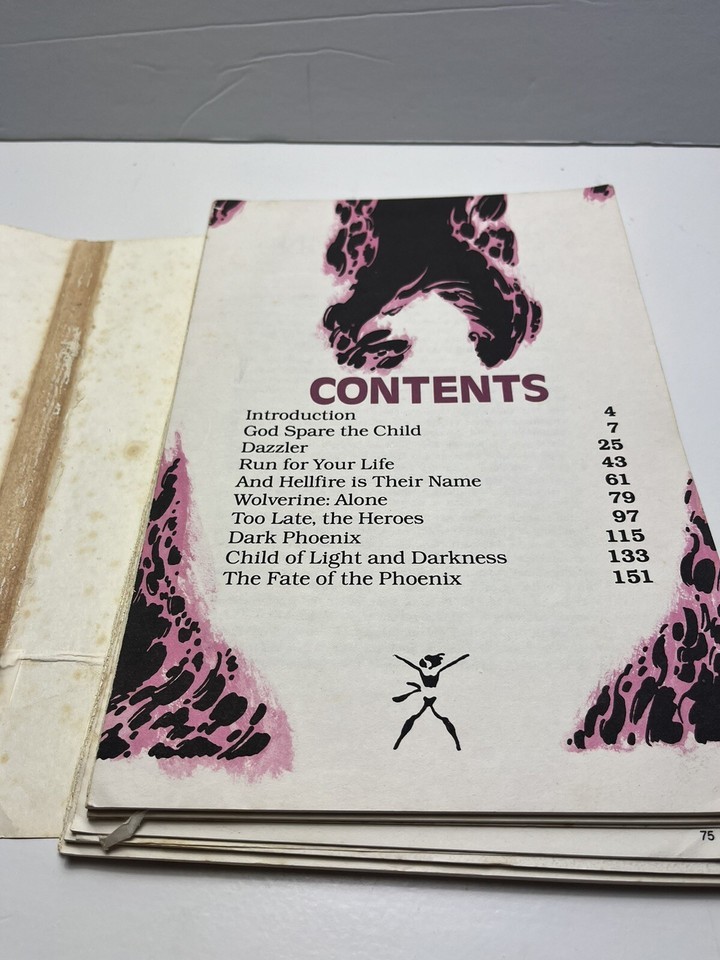 CONTENTS
Introduction 4
God Spare the Child 7
Dazzler 25
Run for Your Life 43
And Hellfire is Their Name 61
Wolverine: Alone 79
Too Late, the Heroes 97
Dark Phoenix 115
Child of Light and Darkness 133
The Fate of the Phoenix 151
75